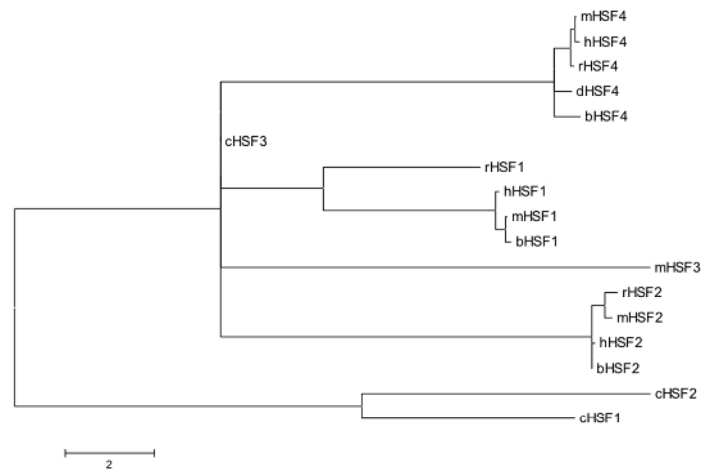 mHSF4
hHSF4
rHSF4
dHSF4
bHSF4
cHSF3
rHSF1
hHSF1
mHSF1
bHSF1
mHSF3
rHSF2
mHSF2
hHSF2
bHSF2
cHSF2
cHSF1
2